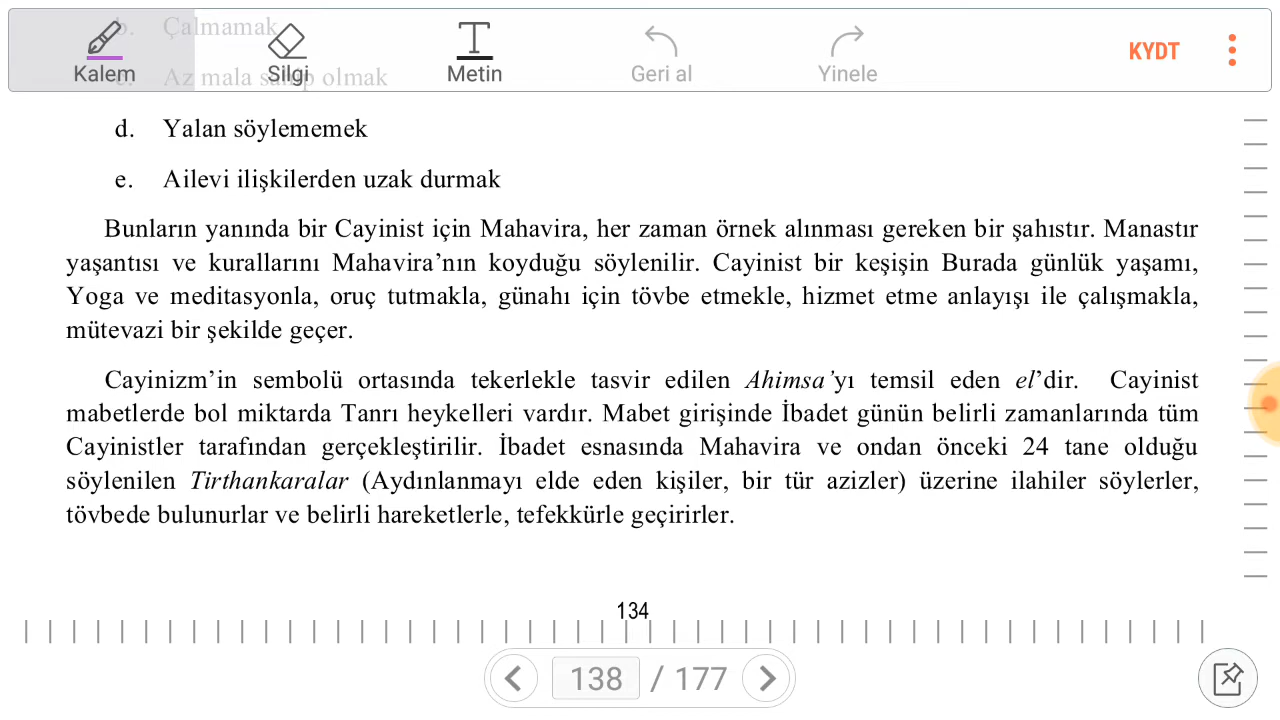 b. Çalmamak
Kalem Silgi Metin Geri al Yinele KYDT
c. Az mala sahip olmak
d. Yalan söylememek
e. Ailevi ilişkilerden uzak durmak
Bunların yanında bir Cayinist için Mahavira, her zaman örnek alınması gereken bir şahıstır. Manastır
yaşantısı ve kurallarını Mahavira’nın koyduğu söylenilir. Cayinist bir keşişin Burada günlük yaşamı,
Yoga ve meditasyonla, oruç tutmakla, günahı için tövbe etmekle, hizmet etme anlayışı ile çalışmakla,
mütevazi bir şekilde geçer.
Cayinizm’in sembolü ortasında tekerlekle tasvir edilen Ahimsa’yı temsil eden el’dir. Cayinist
mabetlerde bol miktarda Tanrı heykelleri vardır. Mabet girişinde İbadet günün belirli zamanlarında tüm
Cayinistler tarafından gerçekleştirilir. İbadet esnasında Mahavira ve ondan önceki 24 tane olduğu
söylenilen Tirthankaralar (Aydınlanmayı elde eden kişiler, bir tür azizler) üzerine ilahiler söylerler,
tövbede bulunurlar ve belirli hareketlerle, tefekkürle geçirirler.
134
138 / 177